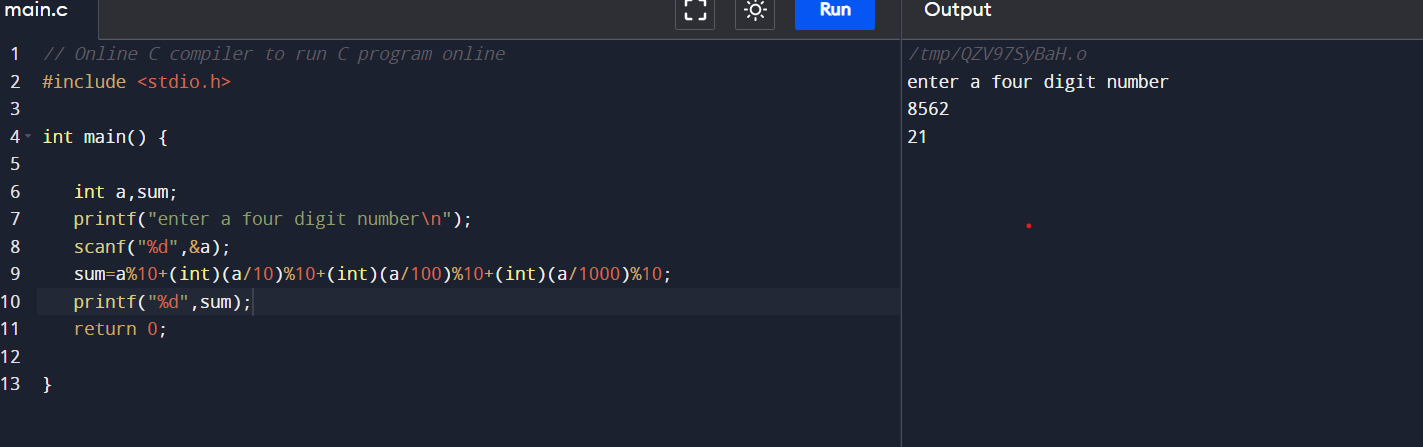 main.c
Run
Output
1 // Online C compiler to run C program online
2 #include <stdio.h>
3
4 int main() {
5
6 int a,sum;
7 printf("enter a four digit number\n");
8 scanf("%d",&a);
9 sum=a%10+(int)(a/10)%10+(int)(a/100)%10+(int)(a/1000)%10;
10 printf("%d",sum);
11 return 0;
12
13 }
/tmp/QZV97SyBaH.o
enter a four digit number
8562
21